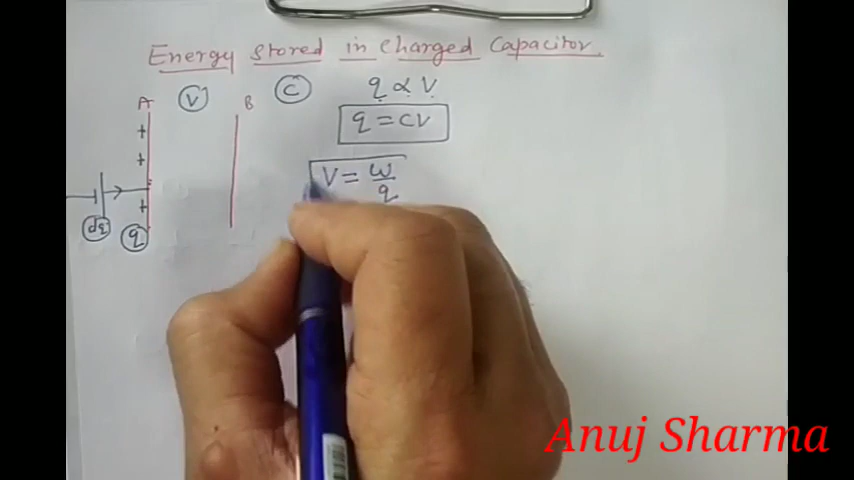 Energy stored in charged Capacitor.
A V B C q ∝ V
+ q = CV
+
V = w/q
+
dq q
Anuj Sharma